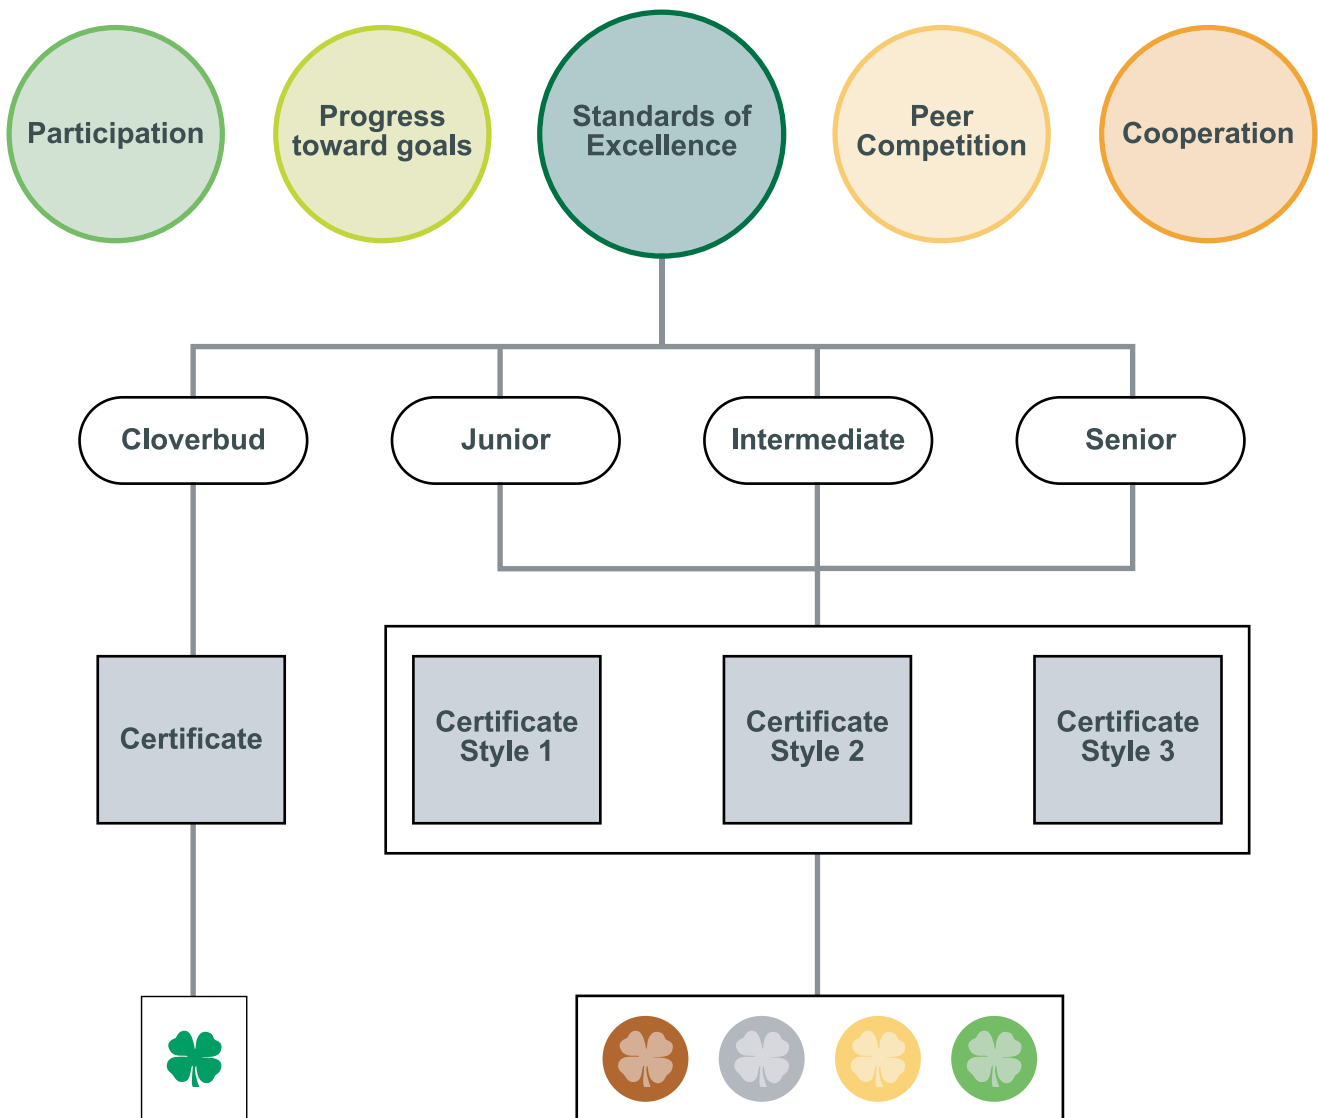 Participation
Progress
toward goals
Standards of
Excellence
Peer
Competition
Cooperation
Cloverbud
Junior
Intermediate
Senior
Certificate
Certificate
Style 1
Certificate
Style 2
Certificate
Style 3